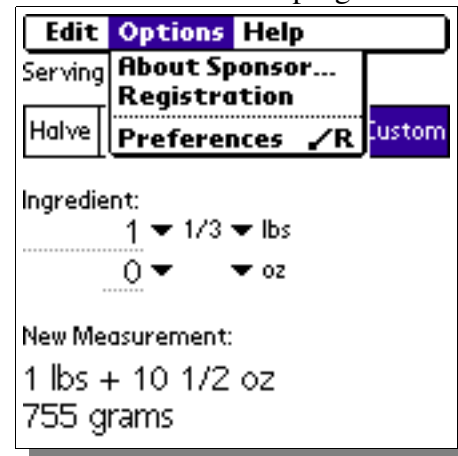 Edit Options Help
About Sponsor...
Registration
Preferences /R
Serving
Halve Custom
Ingredient:
1 1/3 lbs
0 oz
New Measurement:
1 lbs + 10 1/2 oz
755 grams